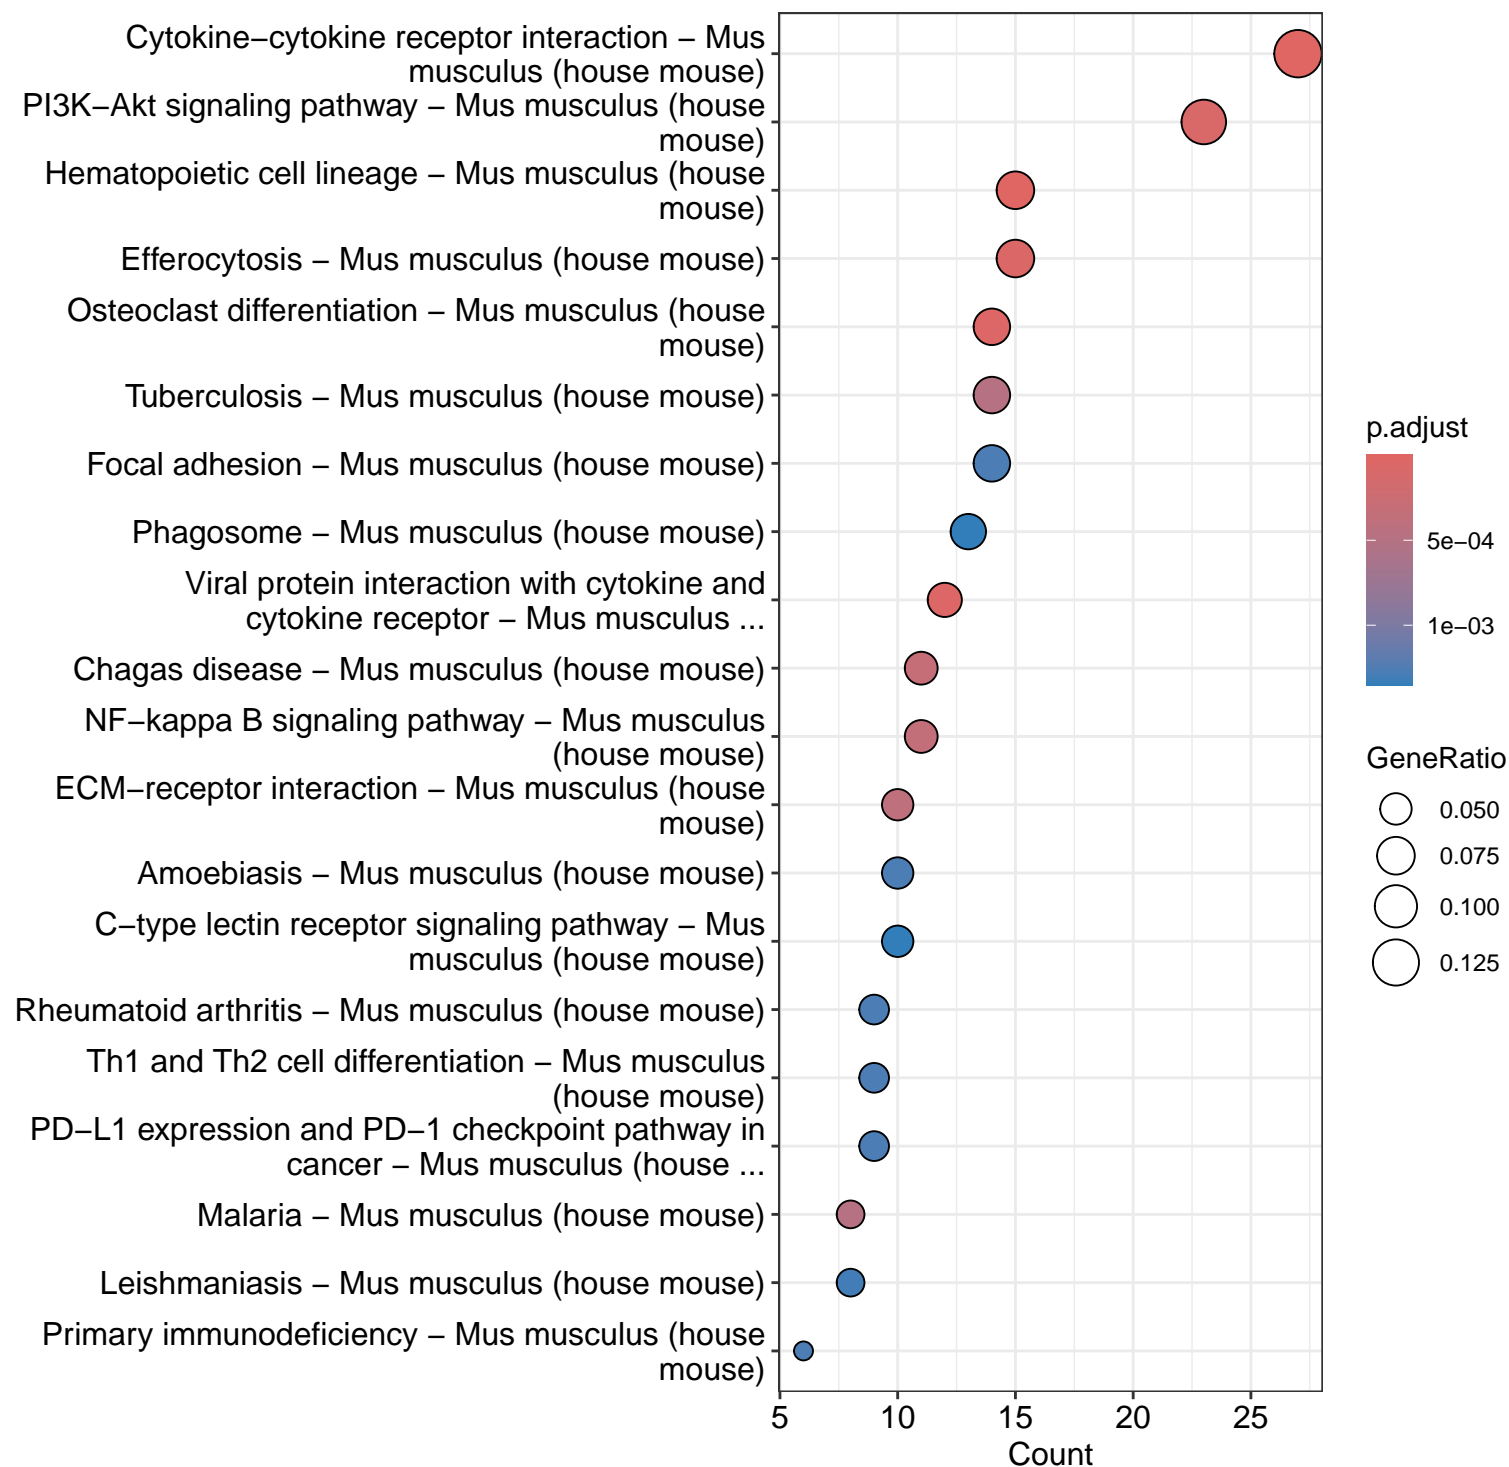 Cytokine−cytokine receptor interaction − Mus
musculus (house mouse)
PI3K−Akt signaling pathway − Mus musculus (house
mouse)
Hematopoietic cell lineage − Mus musculus (house
mouse)
Efferocytosis − Mus musculus (house mouse)
Osteoclast differentiation − Mus musculus (house
mouse)
Tuberculosis − Mus musculus (house mouse)
Focal adhesion − Mus musculus (house mouse)
Phagosome − Mus musculus (house mouse)
Viral protein interaction with cytokine and
cytokine receptor − Mus musculus ...
Chagas disease − Mus musculus (house mouse)
NF−kappa B signaling pathway − Mus musculus
(house mouse)
ECM−receptor interaction − Mus musculus (house
mouse)
Amoebiasis − Mus musculus (house mouse)
C−type lectin receptor signaling pathway − Mus
musculus (house mouse)
Rheumatoid arthritis − Mus musculus (house mouse)
Th1 and Th2 cell differentiation − Mus musculus
(house mouse)
PD−L1 expression and PD−1 checkpoint pathway in
cancer − Mus musculus (house ...
Malaria − Mus musculus (house mouse)
Leishmaniasis − Mus musculus (house mouse)
Primary immunodeficiency − Mus musculus (house
mouse)
5 10 15 20 25
Count
p.adjust
5e−04
1e−03
GeneRatio
0.050
0.075
0.100
0.125